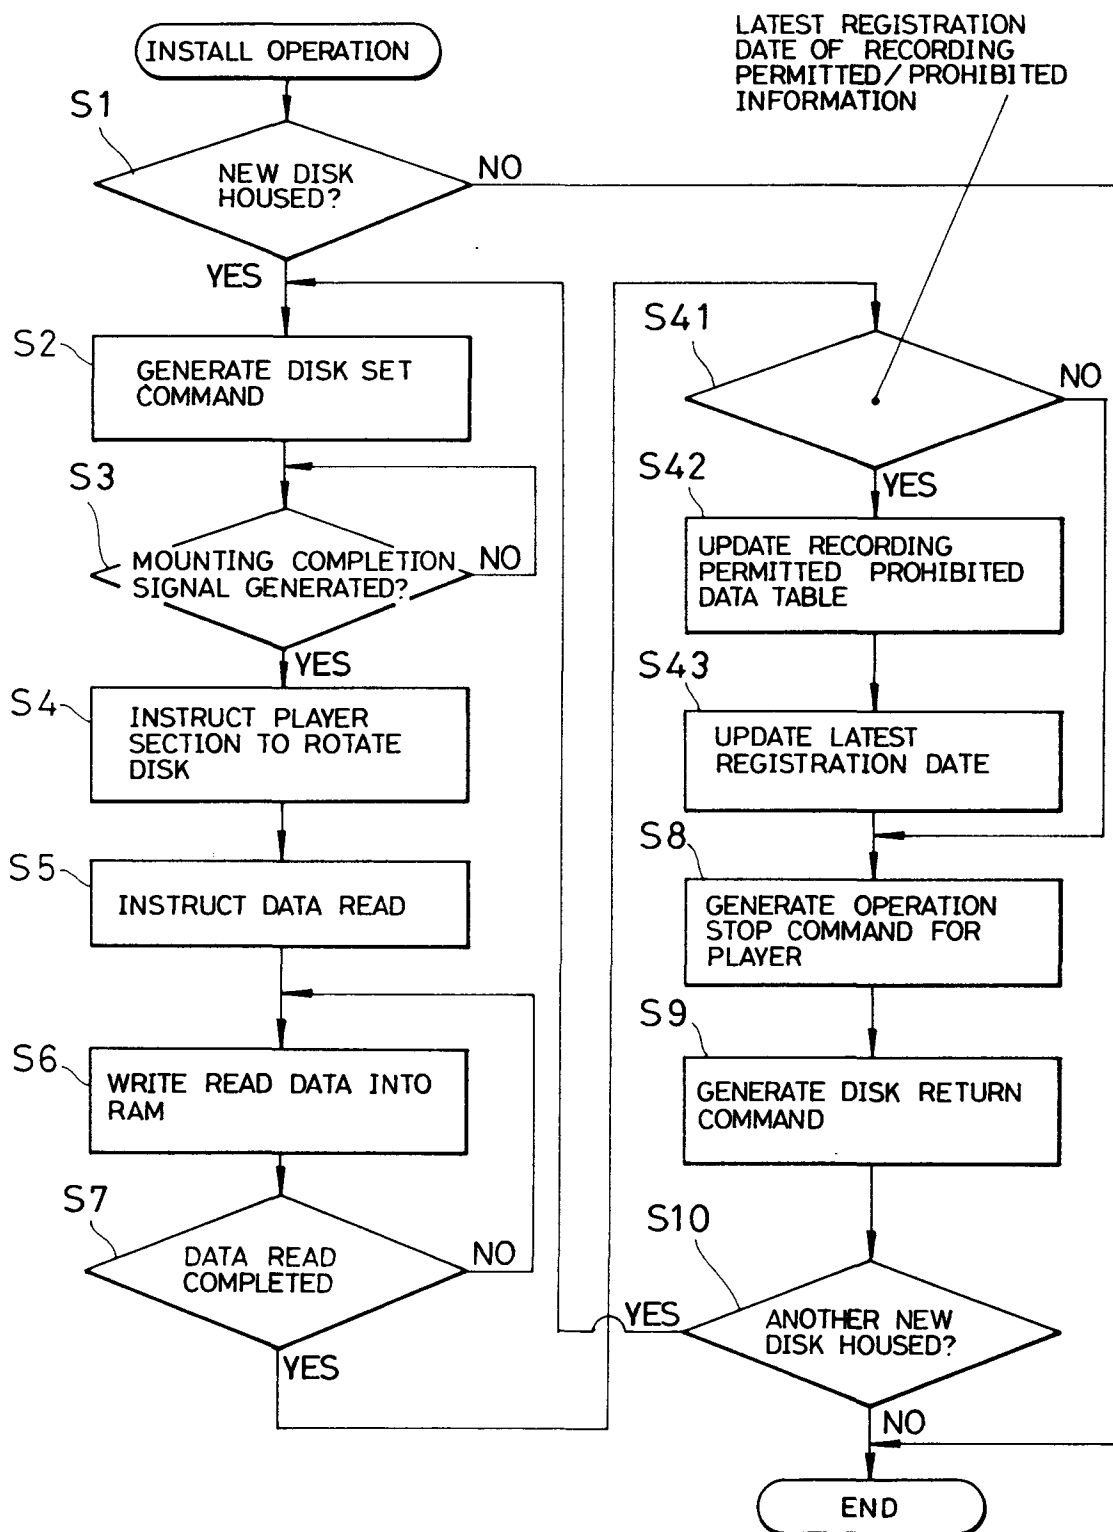 INSTALL OPERATION
S1
NEW DISK
HOUSED?
NO
YES
S2
GENERATE DISK SET
COMMAND
S3
MOUNTING COMPLETION
SIGNAL GENERATED?
NO
YES
S4
INSTRUCT PLAYER
SECTION TO ROTATE
DISK
S5
INSTRUCT DATA READ
S6
WRITE READ DATA INTO
RAM
S7
DATA READ
COMPLETED
NO
YES
LATEST REGISTRATION
DATE OF RECORDING
PERMITTED/PROHIBITED
INFORMATION
S41
NO
YES
S42
UPDATE RECORDING
PERMITTED PROHIBITED
DATA TABLE
S43
UPDATE LATEST
REGISTRATION DATE
S8
GENERATE OPERATION
STOP COMMAND FOR
PLAYER
S9
GENERATE DISK RETURN
COMMAND
S10
ANOTHER NEW
DISK HOUSED?
YES
NO
END